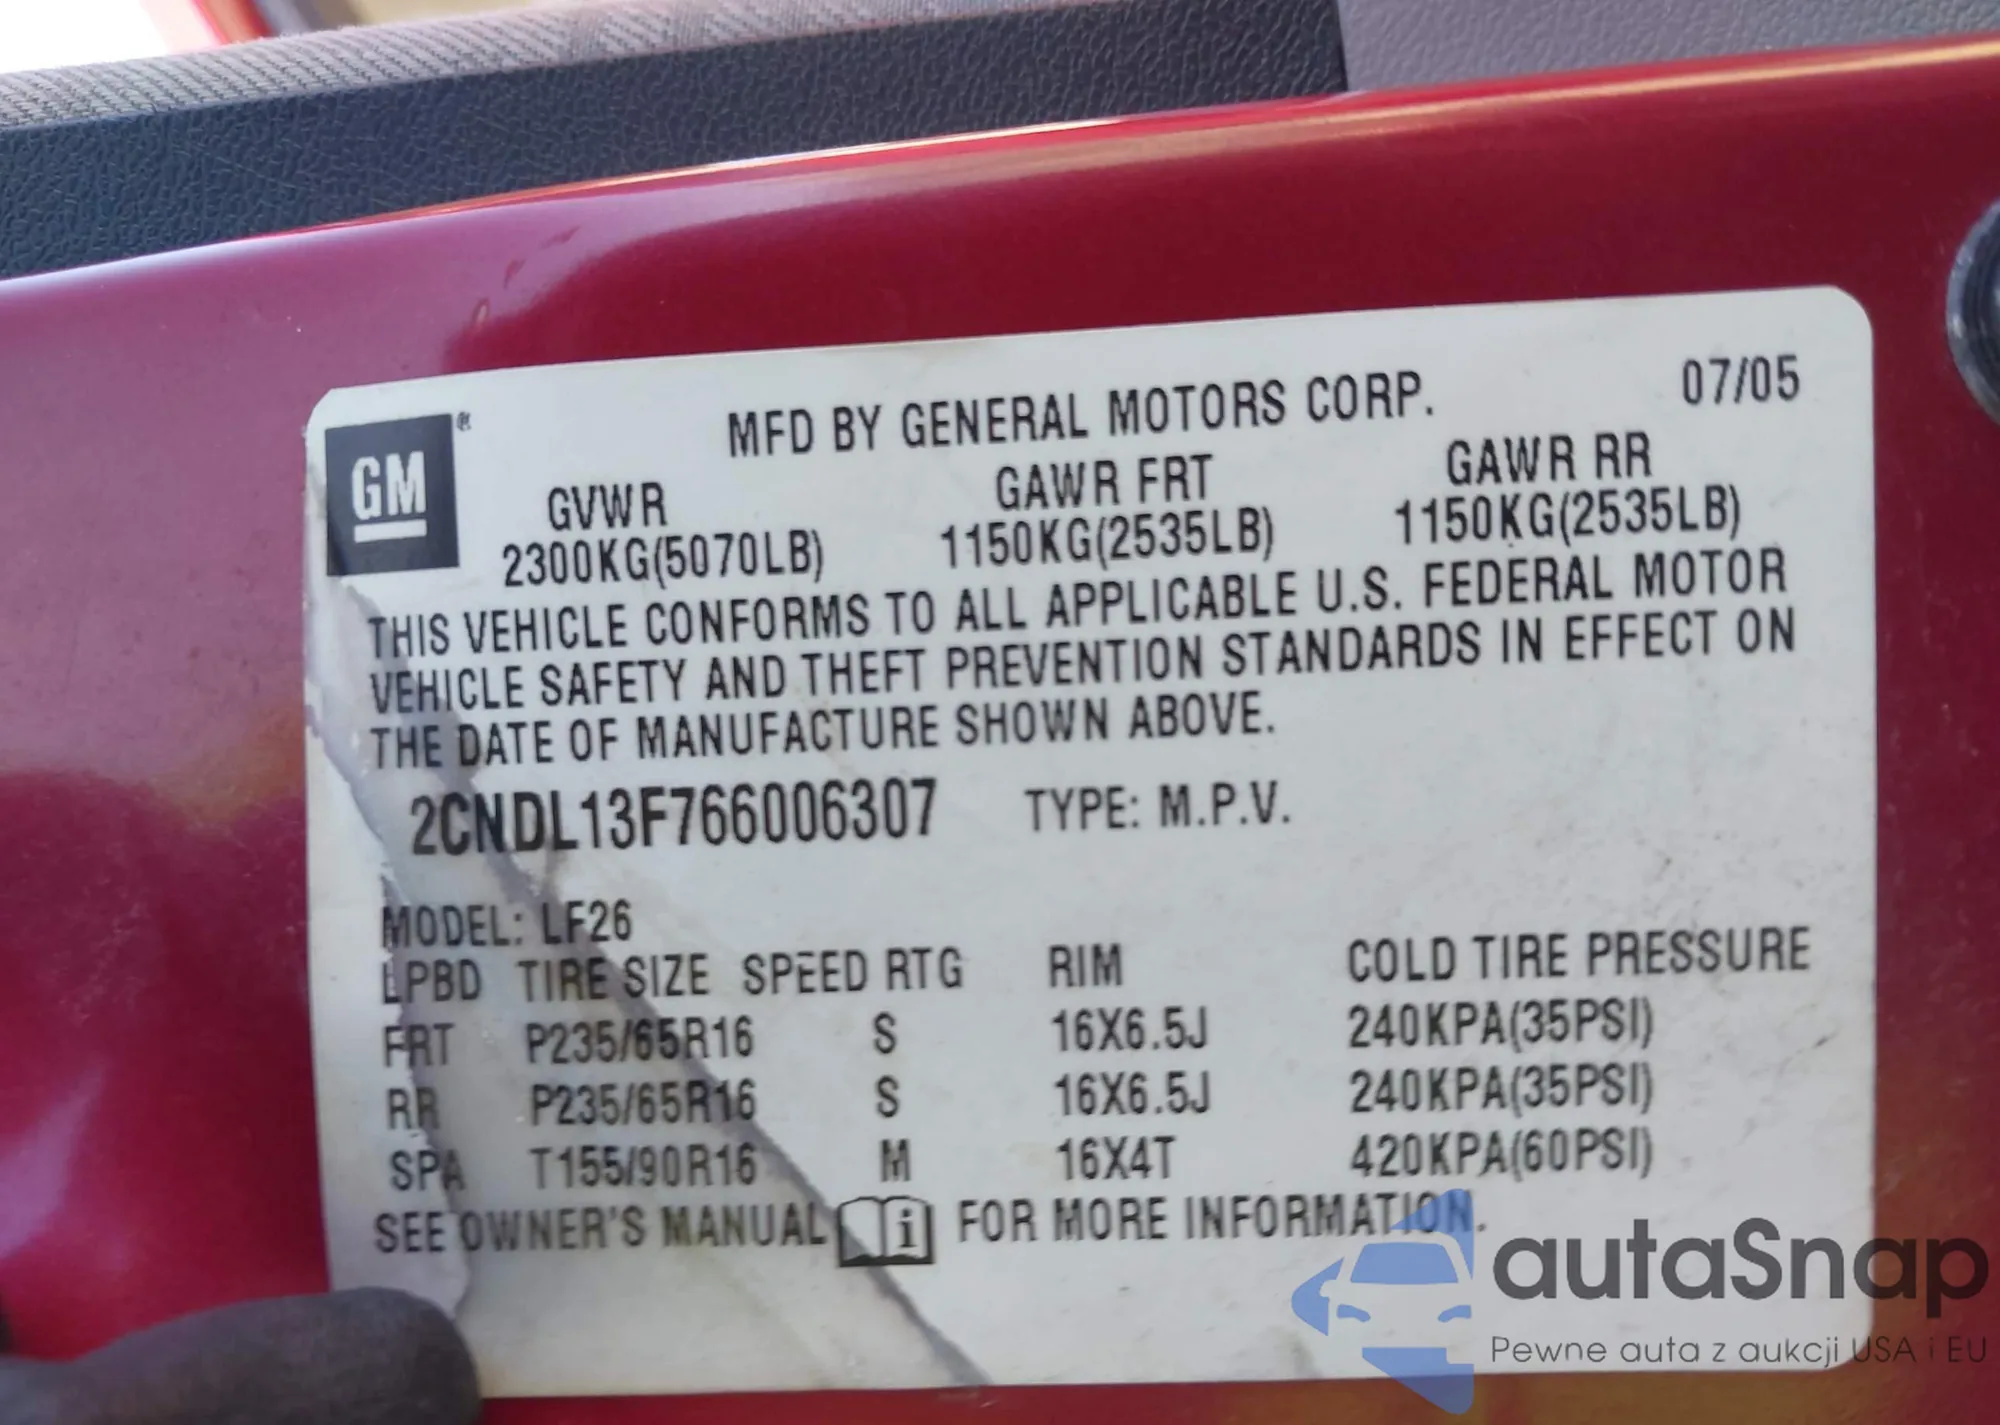 MFD BY GENERAL MOTORS CORP. 07/05
GM ®
GVWR GAWR FRT GAWR RR
2300KG(5070LB) 1150KG(2535LB) 1150KG(2535LB)
THIS VEHICLE CONFORMS TO ALL APPLICABLE U.S. FEDERAL MOTOR
VEHICLE SAFETY AND THEFT PREVENTION STANDARDS IN EFFECT ON
THE DATE OF MANUFACTURE SHOWN ABOVE.
2CNDL13F766006307 TYPE: M.P.V.
MODEL: LF26
LPBD TIRE SIZE SPEED RTG RIM COLD TIRE PRESSURE
FRT P235/65R16 S 16X6.5J 240KPA(35PSI)
RR P235/65R16 S 16X6.5J 240KPA(35PSI)
SPA T155/90R16 M 16X4T 420KPA(60PSI)
SEE OWNER'S MANUAL i FOR MORE INFORMATION.
autaSnap
Pewne auta z aukcji USA i EU